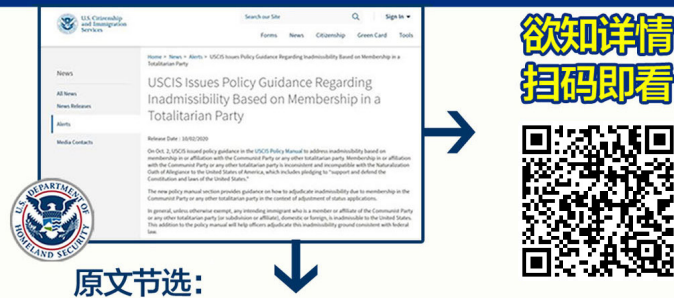 U.S. Citizenship
and Immigration
Services
Search our Site
Sign In
Forms News Citizenship Green Card Tools
Home > News > Alerts > USCIS Issues Policy Guidance Regarding Inadmissibility Based on Membership in a
Totalitarian Party
News
All News
News Releases
Alerts
Media Contacts
USCIS Issues Policy Guidance Regarding
Inadmissibility Based on Membership in a
Totalitarian Party
Release Date : 10/02/2020
On Oct. 2, USCIS issued policy guidance in the USCIS Policy Manual to address inadmissibility based on
membership in or affiliation with the Communist Party or any other totalitarian party. Membership in or affiliation
with the Communist Party or any other totalitarian party is inconsistent and incompatible with the Naturalization
Oath of Allegiance to the United States of America, which includes pledging to "support and defend the
Constitution and laws of the United States."
The new policy manual section provides guidance on how to adjudicate inadmissibility due to membership in the
Communist Party or any other totalitarian party in the context of adjustment of status applications.
In general, unless otherwise exempt, any intending immigrant who is a member or affiliate of the Communist Party
or any other totalitarian party (or subdivision or affiliate), domestic or foreign, is inadmissible to the United States.
This addition to the policy manual will help officers adjudicate this inadmissibility ground consistent with federal
law.
U.S. DEPARTMENT OF
HOMELAND SECURITY
原文节选:
欲知详情
扫码即看